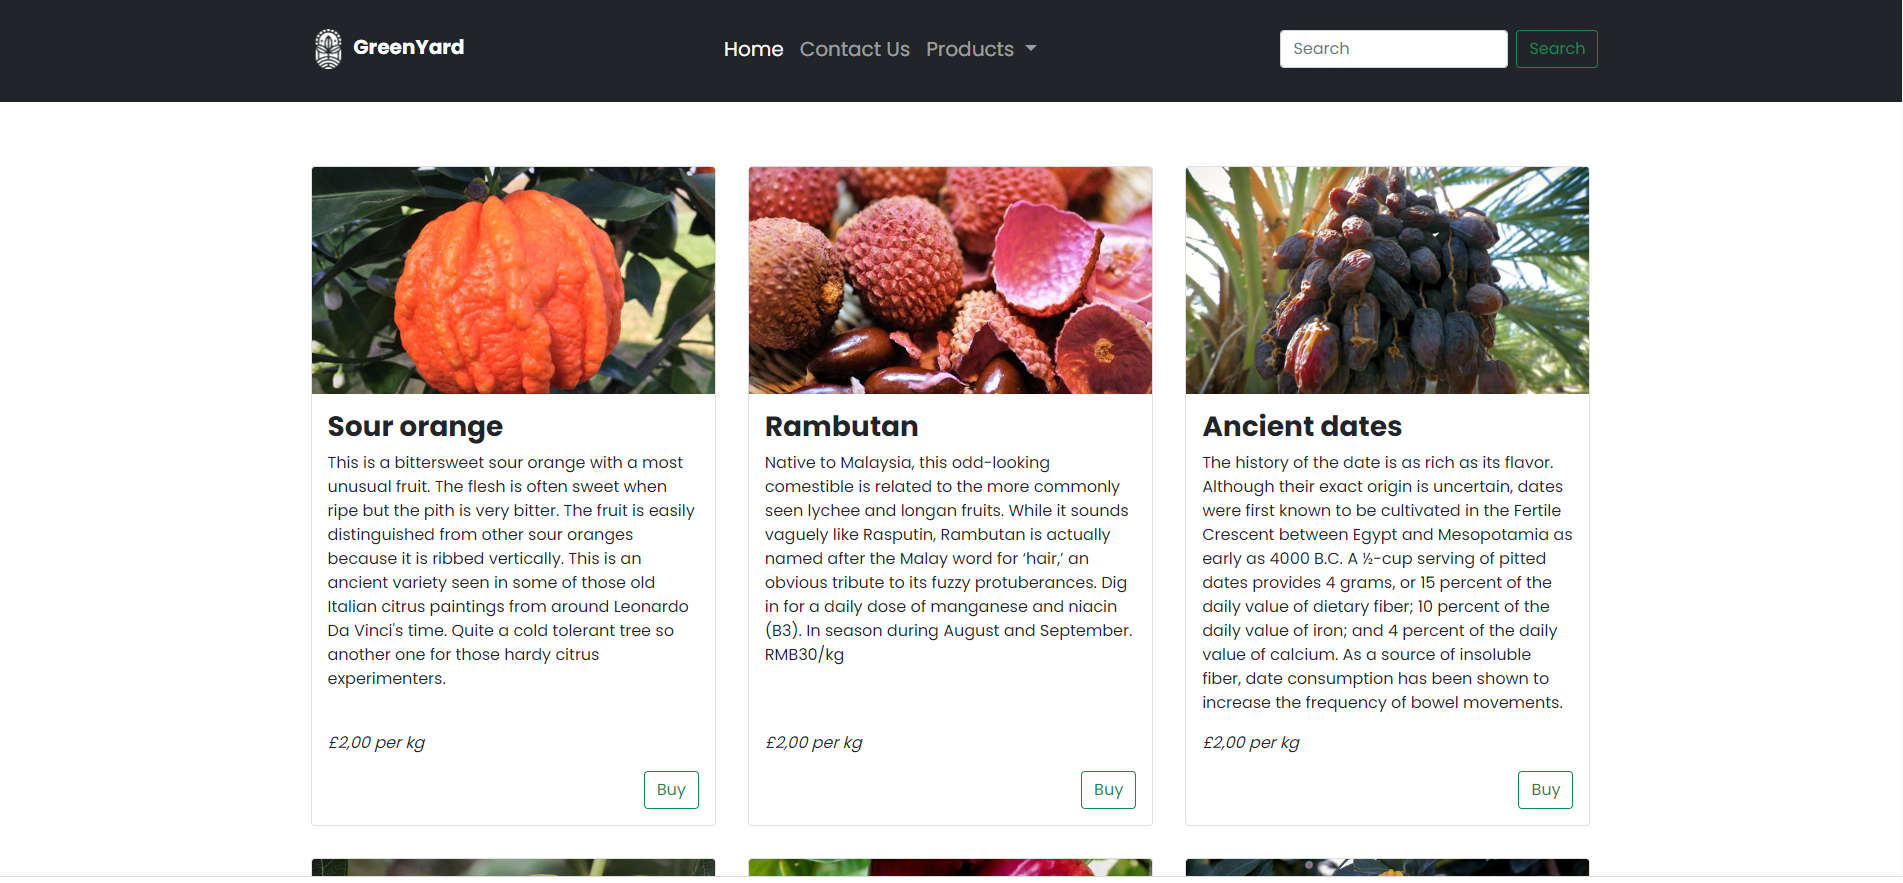 GreenYard
Home Contact Us Products
Search
Search
Sour orange
This is a bittersweet sour orange with a most
unusual fruit. The flesh is often sweet when
ripe but the pith is very bitter. The fruit is easily
distinguished from other sour oranges
because it is ribbed vertically. This is an
ancient variety seen in some of those old
Italian citrus paintings from around Leonardo
Da Vinci's time. Quite a cold tolerant tree so
another one for those hardy citrus
experimenters.
£2,00 per kg
Buy
Rambutan
Native to Malaysia, this odd-looking
comestible is related to the more commonly
seen lychee and longan fruits. While it sounds
vaguely like Rasputin, Rambutan is actually
named after the Malay word for ‘hair,’ an
obvious tribute to its fuzzy protuberances. Dig
in for a daily dose of manganese and niacin
(B3). In season during August and September.
RMB30/kg
£2,00 per kg
Buy
Ancient dates
The history of the date is as rich as its flavor.
Although their exact origin is uncertain, dates
were first known to be cultivated in the Fertile
Crescent between Egypt and Mesopotamia as
early as 4000 B.C. A ½-cup serving of pitted
dates provides 4 grams, or 15 percent of the
daily value of dietary fiber; 10 percent of the
daily value of iron; and 4 percent of the daily
value of calcium. As a source of insoluble
fiber, date consumption has been shown to
increase the frequency of bowel movements.
£2,00 per kg
Buy